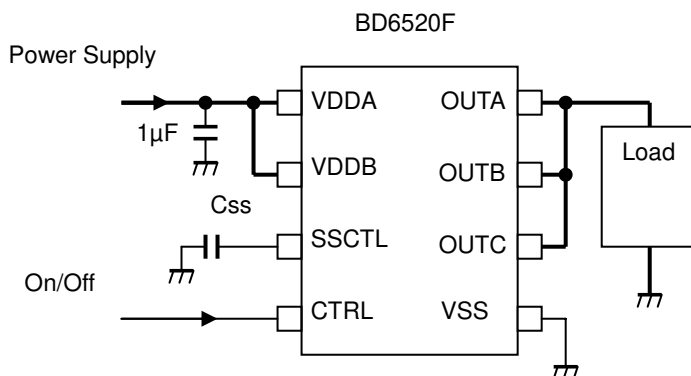 BD6520F
Power Supply
VDDA OUTA
1µF
Load
VDDB OUTB
Css
SSCTL OUTC
On/Off
CTRL VSS